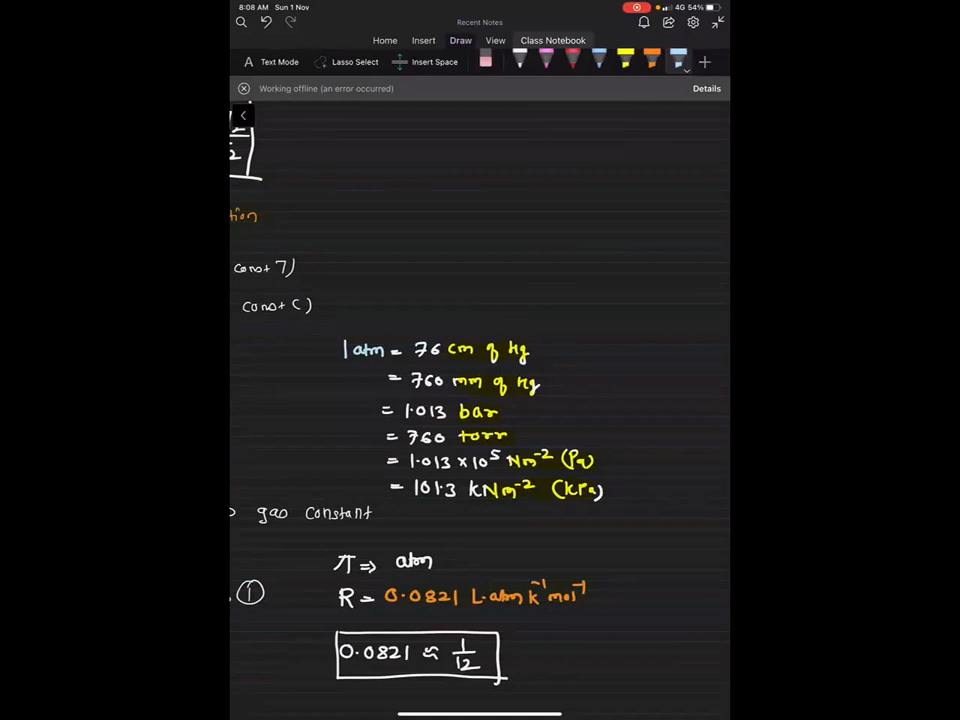 8:08 AM Sun 1 Nov
4G 54%
Recent Notes
Home Insert Draw View Class Notebook
Text Mode Lasso Select Insert Space
Working offline (an error occurred) Details
tion
const T)
const C)
1 atm = 76 cm of Hg
= 760 mm of Hg
= 1.013 bar
= 760 torr
= 1.013 × 10⁵ Nm⁻² (Pa)
= 101.3 kNm⁻² (kPa)
gas constant
π ⇒ atm
① R = 0.0821 L.atm k⁻¹ mol⁻¹
0.0821 ≈ 1/12